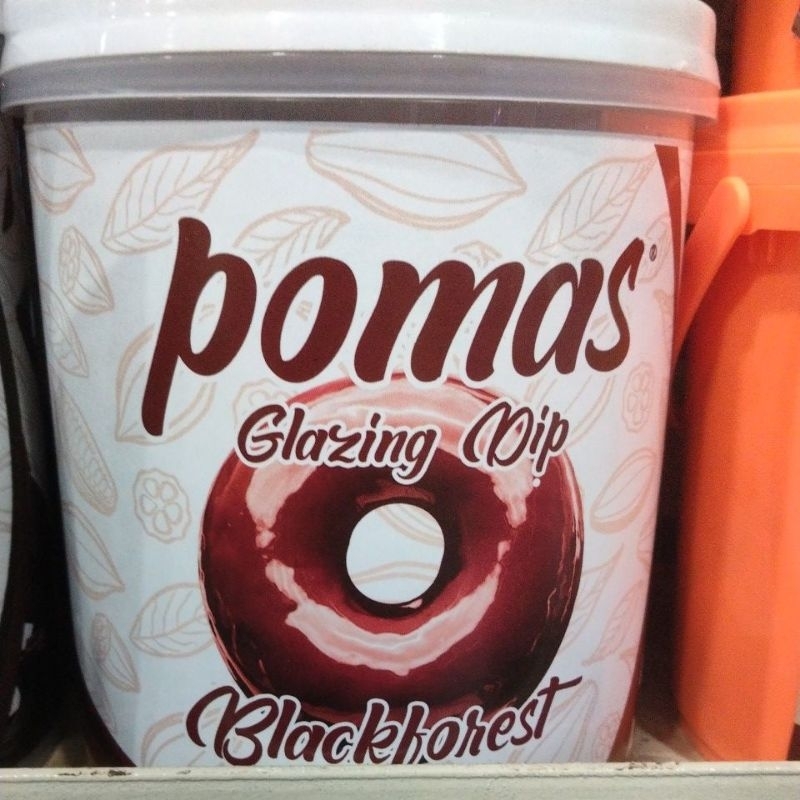 pomas
Glazing Dip
Blackforest